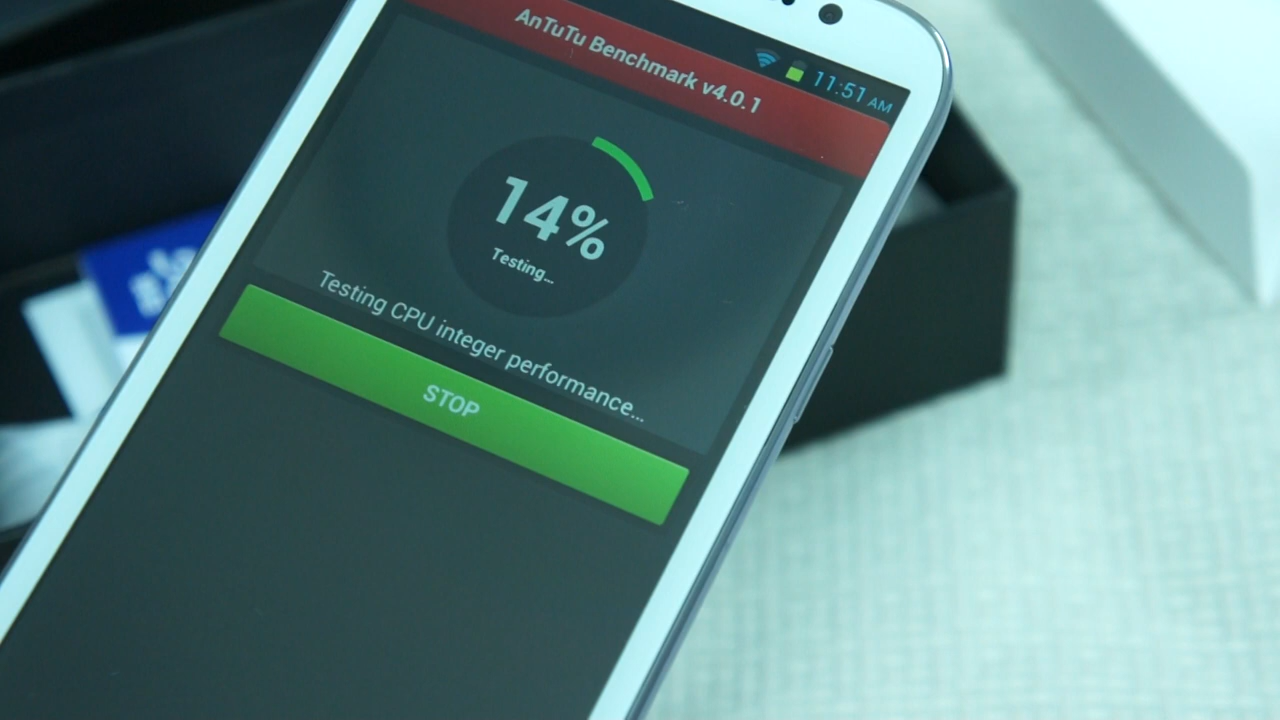 11:51 AM
AnTuTu Benchmark v4.0.1
14%
Testing...
Testing CPU integer performance...
STOP